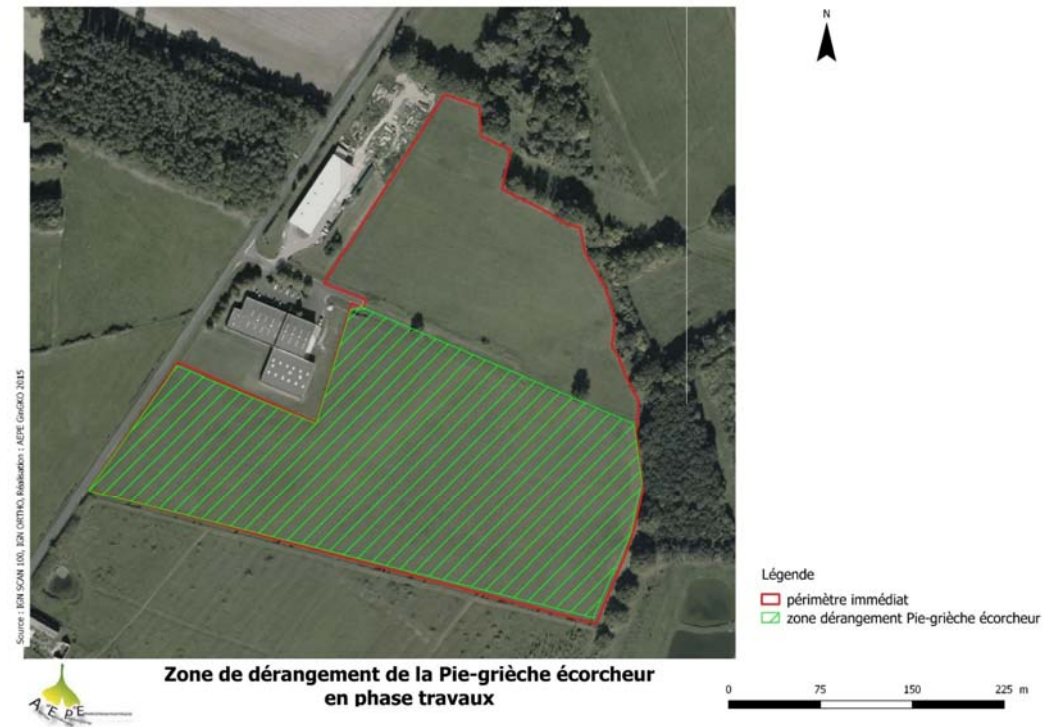 N
Source : IGN SCAN 100, IGN ORTHO, Réalisation : AEPE GinGKO 2015
Légende
périmètre immédiat
zone dérangement Pie-grièche écorcheur
Zone de dérangement de la Pie-grièche écorcheur
en phase travaux
AEPE
0 75 150 225 m